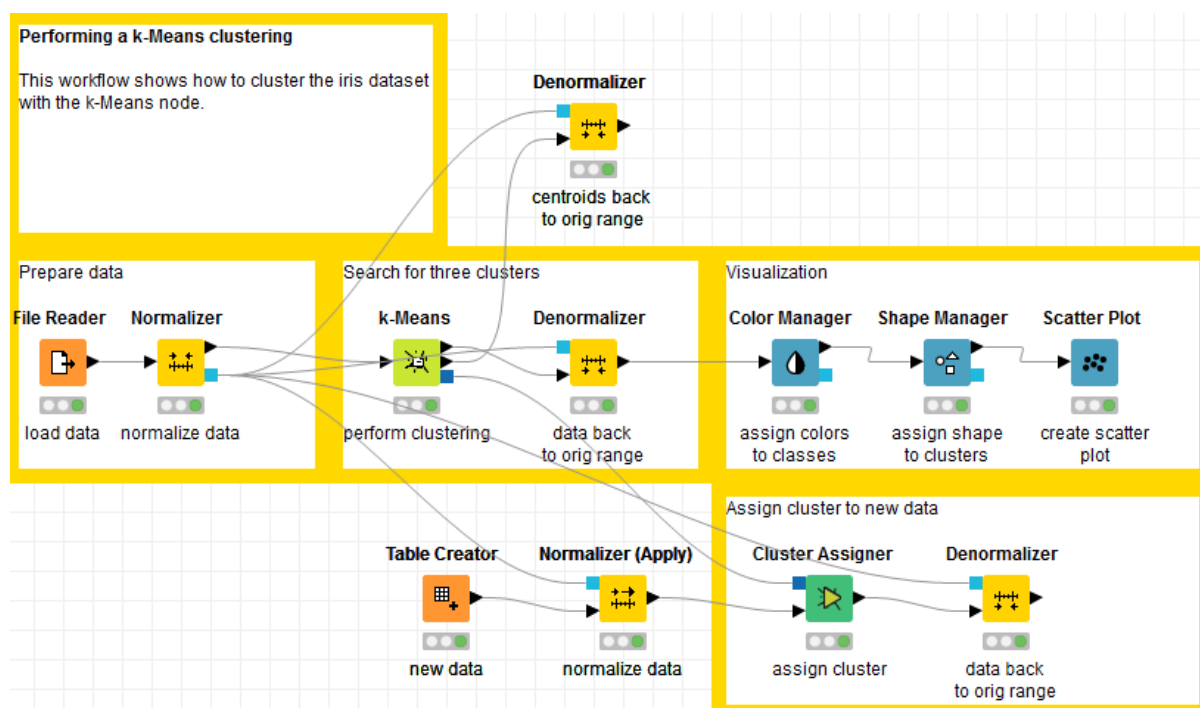 Performing a k-Means clustering
This workflow shows how to cluster the iris dataset
with the k-Means node.
Denormalizer
centroids back
to orig range
Prepare data
File Reader
load data
Normalizer
normalize data
Search for three clusters
k-Means
perform clustering
Denormalizer
data back
to orig range
Visualization
Color Manager
assign colors
to classes
Shape Manager
assign shape
to clusters
Scatter Plot
create scatter
plot
Table Creator
new data
Normalizer (Apply)
normalize data
Assign cluster to new data
Cluster Assigner
assign cluster
Denormalizer
data back
to orig range